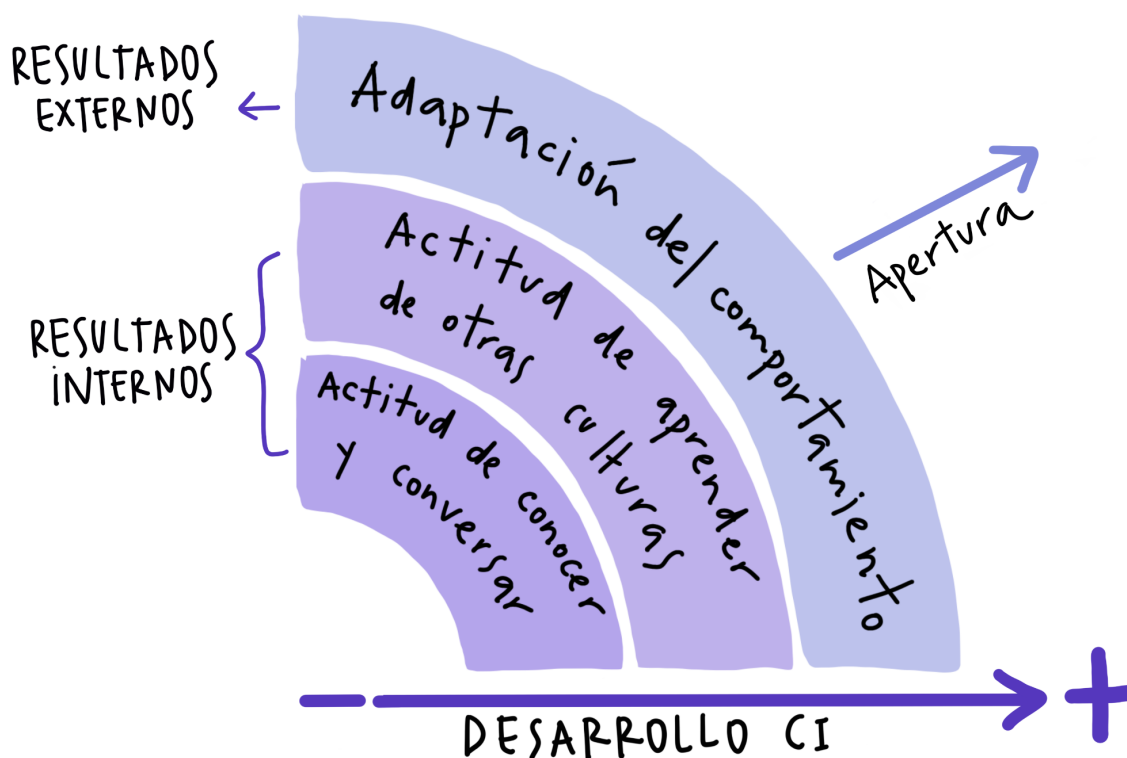 RESULTADOS
EXTERNOS
Adaptación del comportamiento
Apertura
RESULTADOS
INTERNOS
Actitud de aprender
de otras culturas
Actitud de conocer
y conversar
DESARROLLO CI